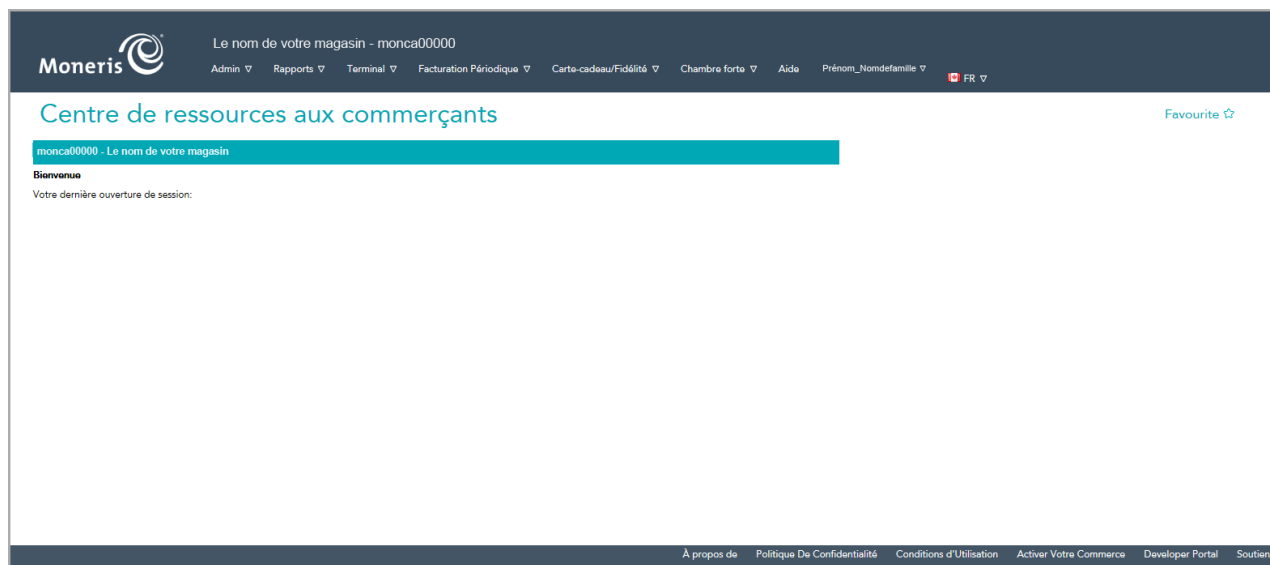 Moneris
Le nom de votre magasin - monca00000
Admin ▽ Rapports ▽ Terminal ▽ Facturation Périodique ▽ Carte-cadeau/Fidélité ▽ Chambre forte ▽ Aide Prénom_Nomdefamille ▽ FR ▽
Centre de ressources aux commerçants
Favourite ☆
monca00000 - Le nom de votre magasin
Bienvenue
Votre dernière ouverture de session:
À propos de Politique De Confidentialité Conditions d'Utilisation Activer Votre Commerce Developer Portal Soutien